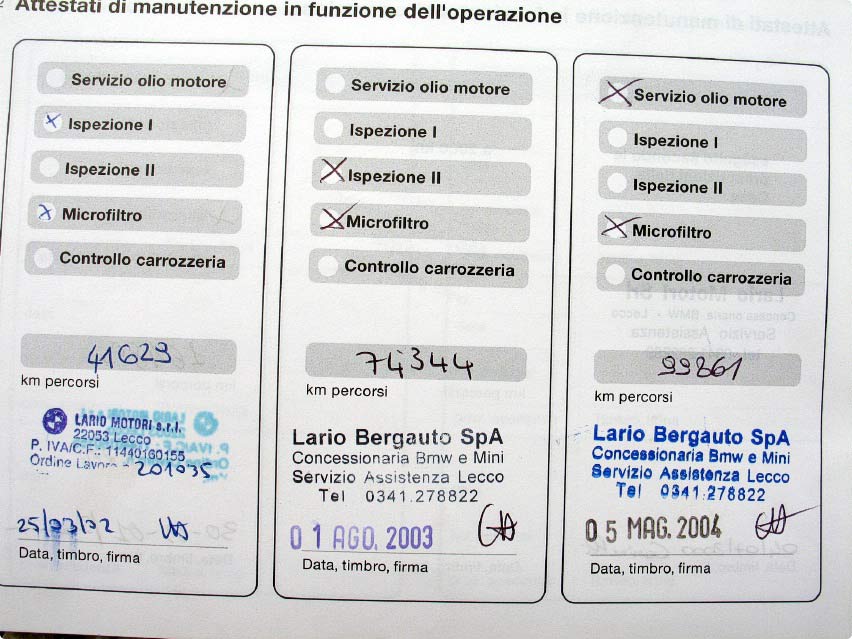 Attestati di manutenzione in funzione dell'operazione
Servizio olio motore
Ispezione I
Ispezione II
Microfiltro
Controllo carrozzeria
41629
km percorsi
LARIO MOTORI s.r.l.
22053 Lecco
P. IVA/C.F.: 11440160155
Ordine Lavoro - 201035
25/03/02
Data, timbro, firma
Servizio olio motore
Ispezione I
Ispezione II
Microfiltro
Controllo carrozzeria
74344
km percorsi
Lario Bergauto SpA
Concessionaria Bmw e Mini
Servizio Assistenza Lecco
Tel 0341.278822
01 AGO. 2003
Data, timbro, firma
Servizio olio motore
Ispezione I
Ispezione II
Microfiltro
Controllo carrozzeria
99861
km percorsi
Lario Bergauto SpA
Concessionaria Bmw e Mini
Servizio Assistenza Lecco
Tel 0341.278822
05 MAG. 2004
Data, timbro, firma